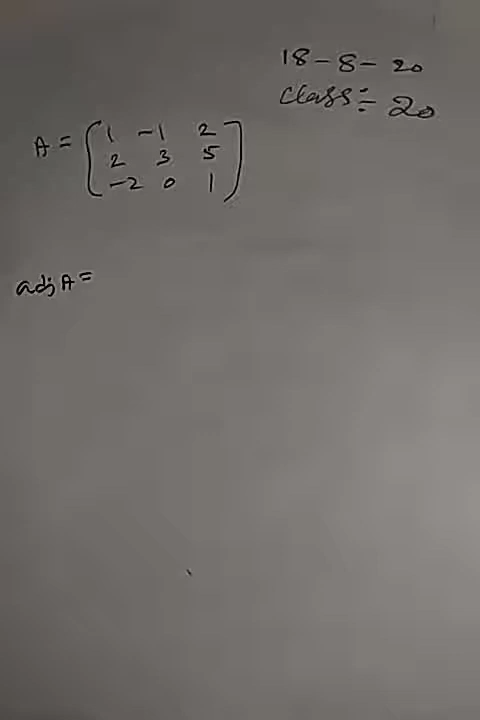 18-8-20
Class:- 20
A = [1 -1 2
2 3 5
-2 0 1]
adj A =